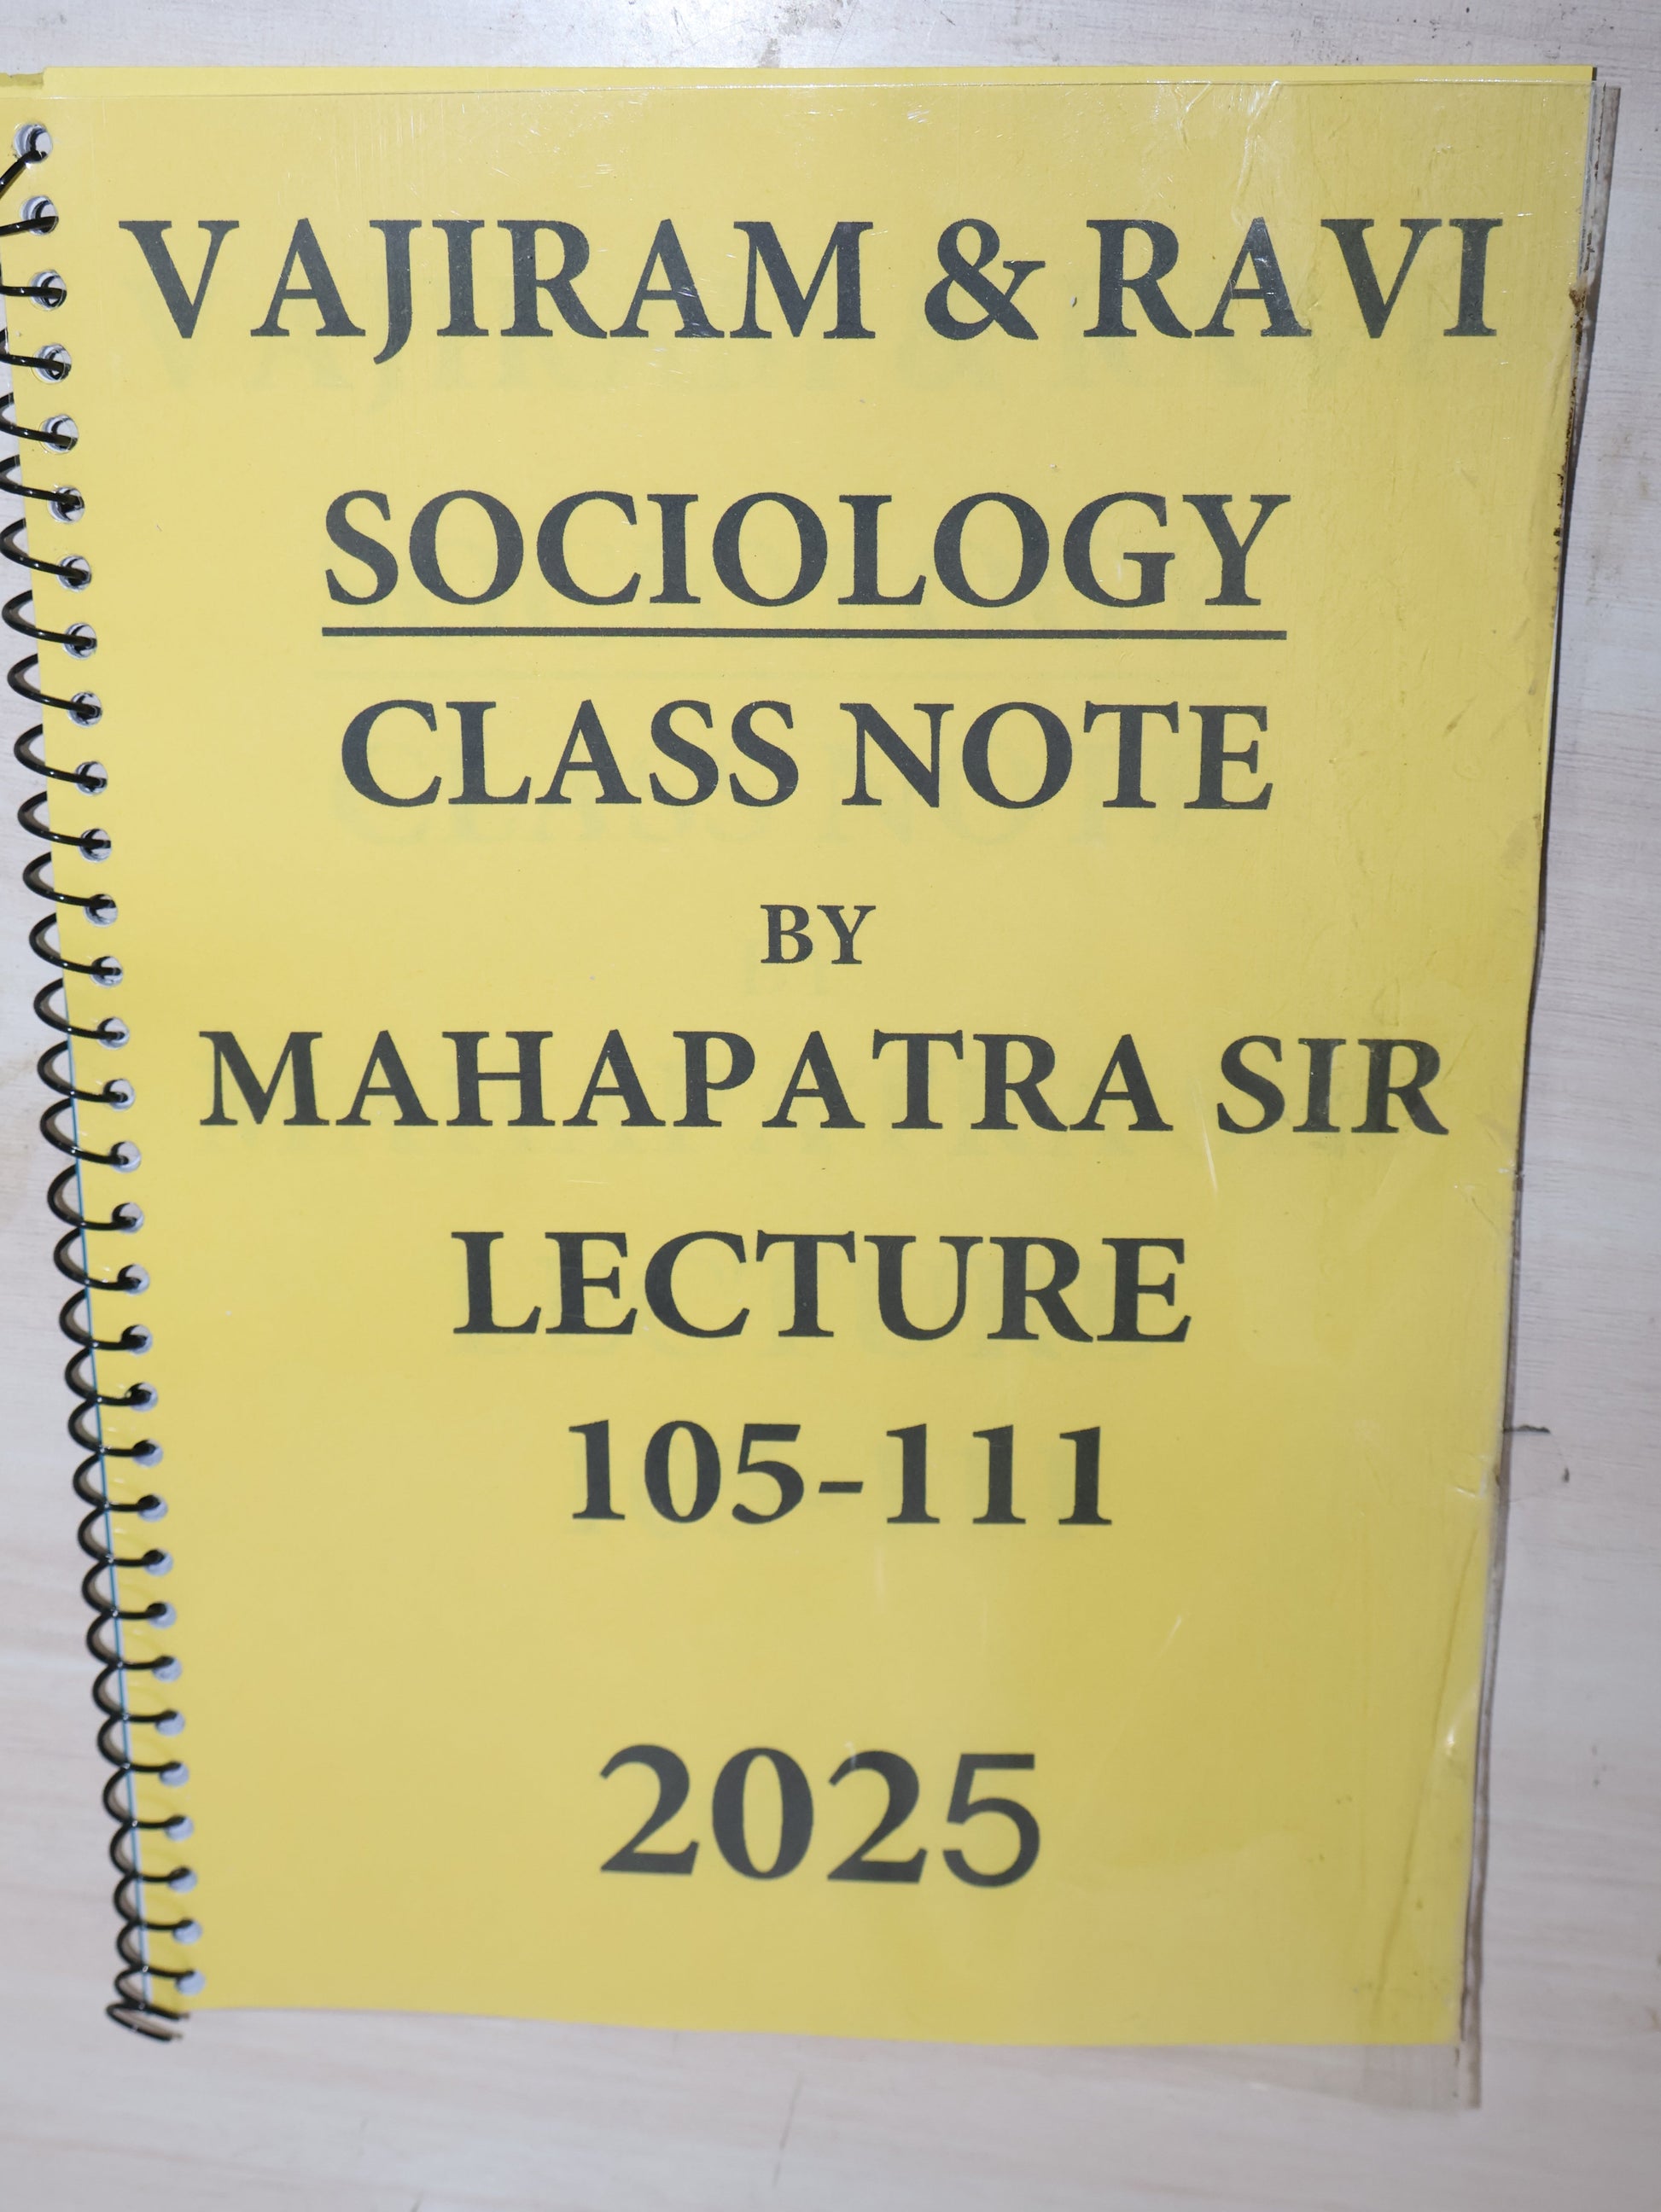 VAJIRAM & RAVI
SOCIOLOGY
CLASS NOTE
BY
MAHAPATRA SIR
LECTURE
105-111
2025